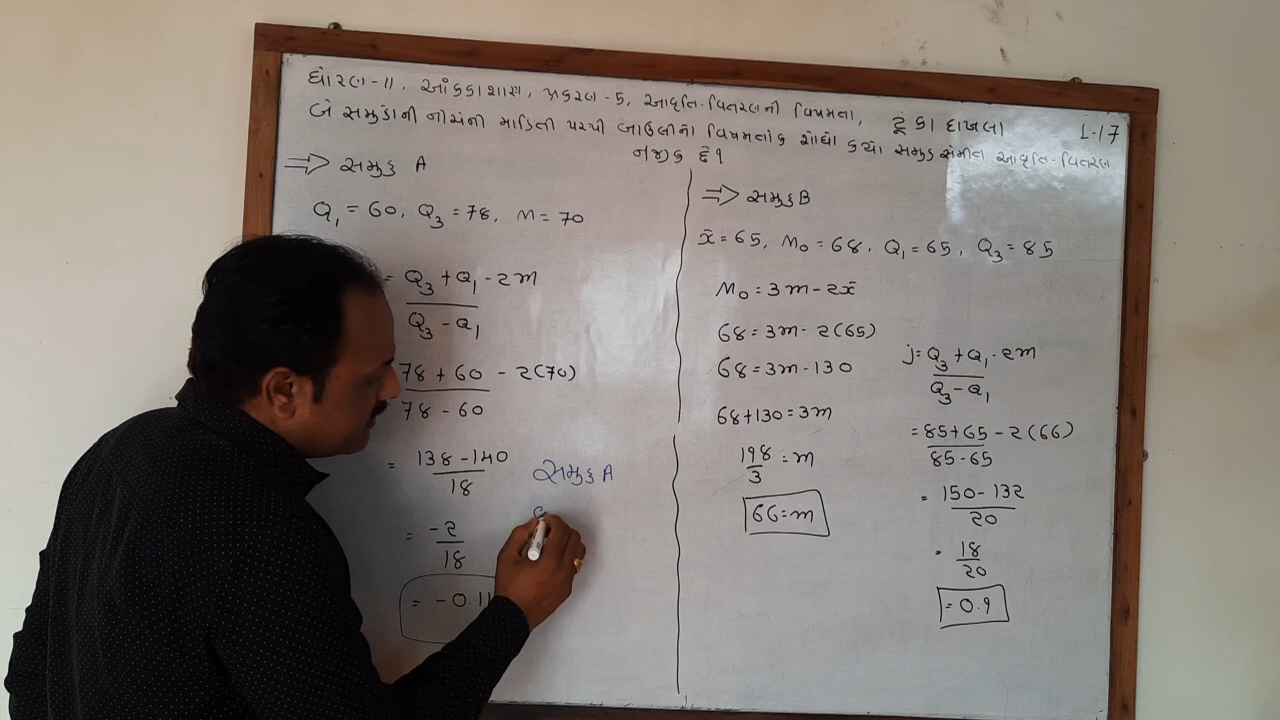 ધોરણ-11, આંકડાશાસ્ત્ર, પ્રકરણ-5, આવૃત્તિ-વિતરણની વિષમતા, ટૂંકા દાખલા L-17
બે સમૂહોની નીચેની માહિતી પરથી બાઉલીનો વિષમતાંક શોધો કયો સમૂહ સંમિત આવૃત્તિ-વિતરણ
નજીક છે?
⇒ સમુહ A
Q₁ = 60, Q₃ = 78, M = 70
= Q₃ + Q₁ - 2M
Q₃ - Q₁
78 + 60 - 2(70)
78 - 60
= 138 - 140
18
= -2
18
= -0.11
સમુહ A
⇒ સમુહ B
x̄ = 65, M₀ = 68, Q₁ = 65, Q₃ = 85
M₀ = 3M - 2x̄
68 = 3M - 2(65)
68 = 3M - 130
68 + 130 = 3M
198 = M
3
66 = M
j = Q₃ + Q₁ - 2M
Q₃ - Q₁
= 85 + 65 - 2(66)
85 - 65
= 150 - 132
20
= 18
20
= 0.9